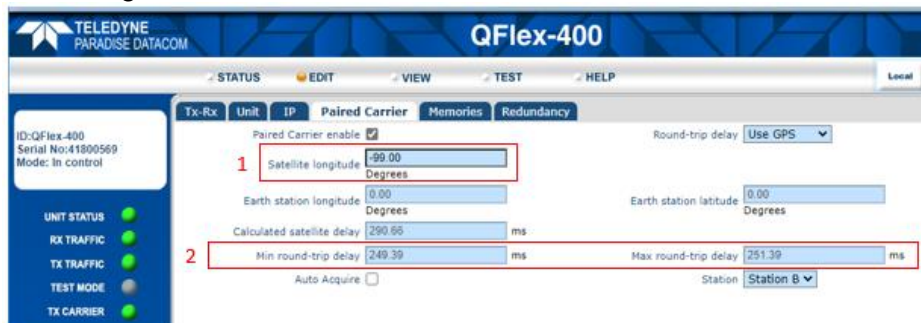 TELEDYNE
PARADISE DATACOM
QFlex-400
STATUS EDIT VIEW TEST HELP Local
Tx-Rx Unit IP Paired Carrier Memories Redundancy
ID:QFlex-400
Serial No:41800569
Mode: In control
Paired Carrier enable Round-trip delay Use GPS
1 Satellite longitude -99.00
Degrees
Earth station longitude 0.00 Earth station latitude 0.00
Degrees Degrees
Calculated satellite delay 290.66 ms
2 Min round-trip delay 249.39 ms Max round-trip delay 251.39 ms
Auto Acquire Station Station B
UNIT STATUS
RX TRAFFIC
TX TRAFFIC
TEST MODE
TX CARRIER